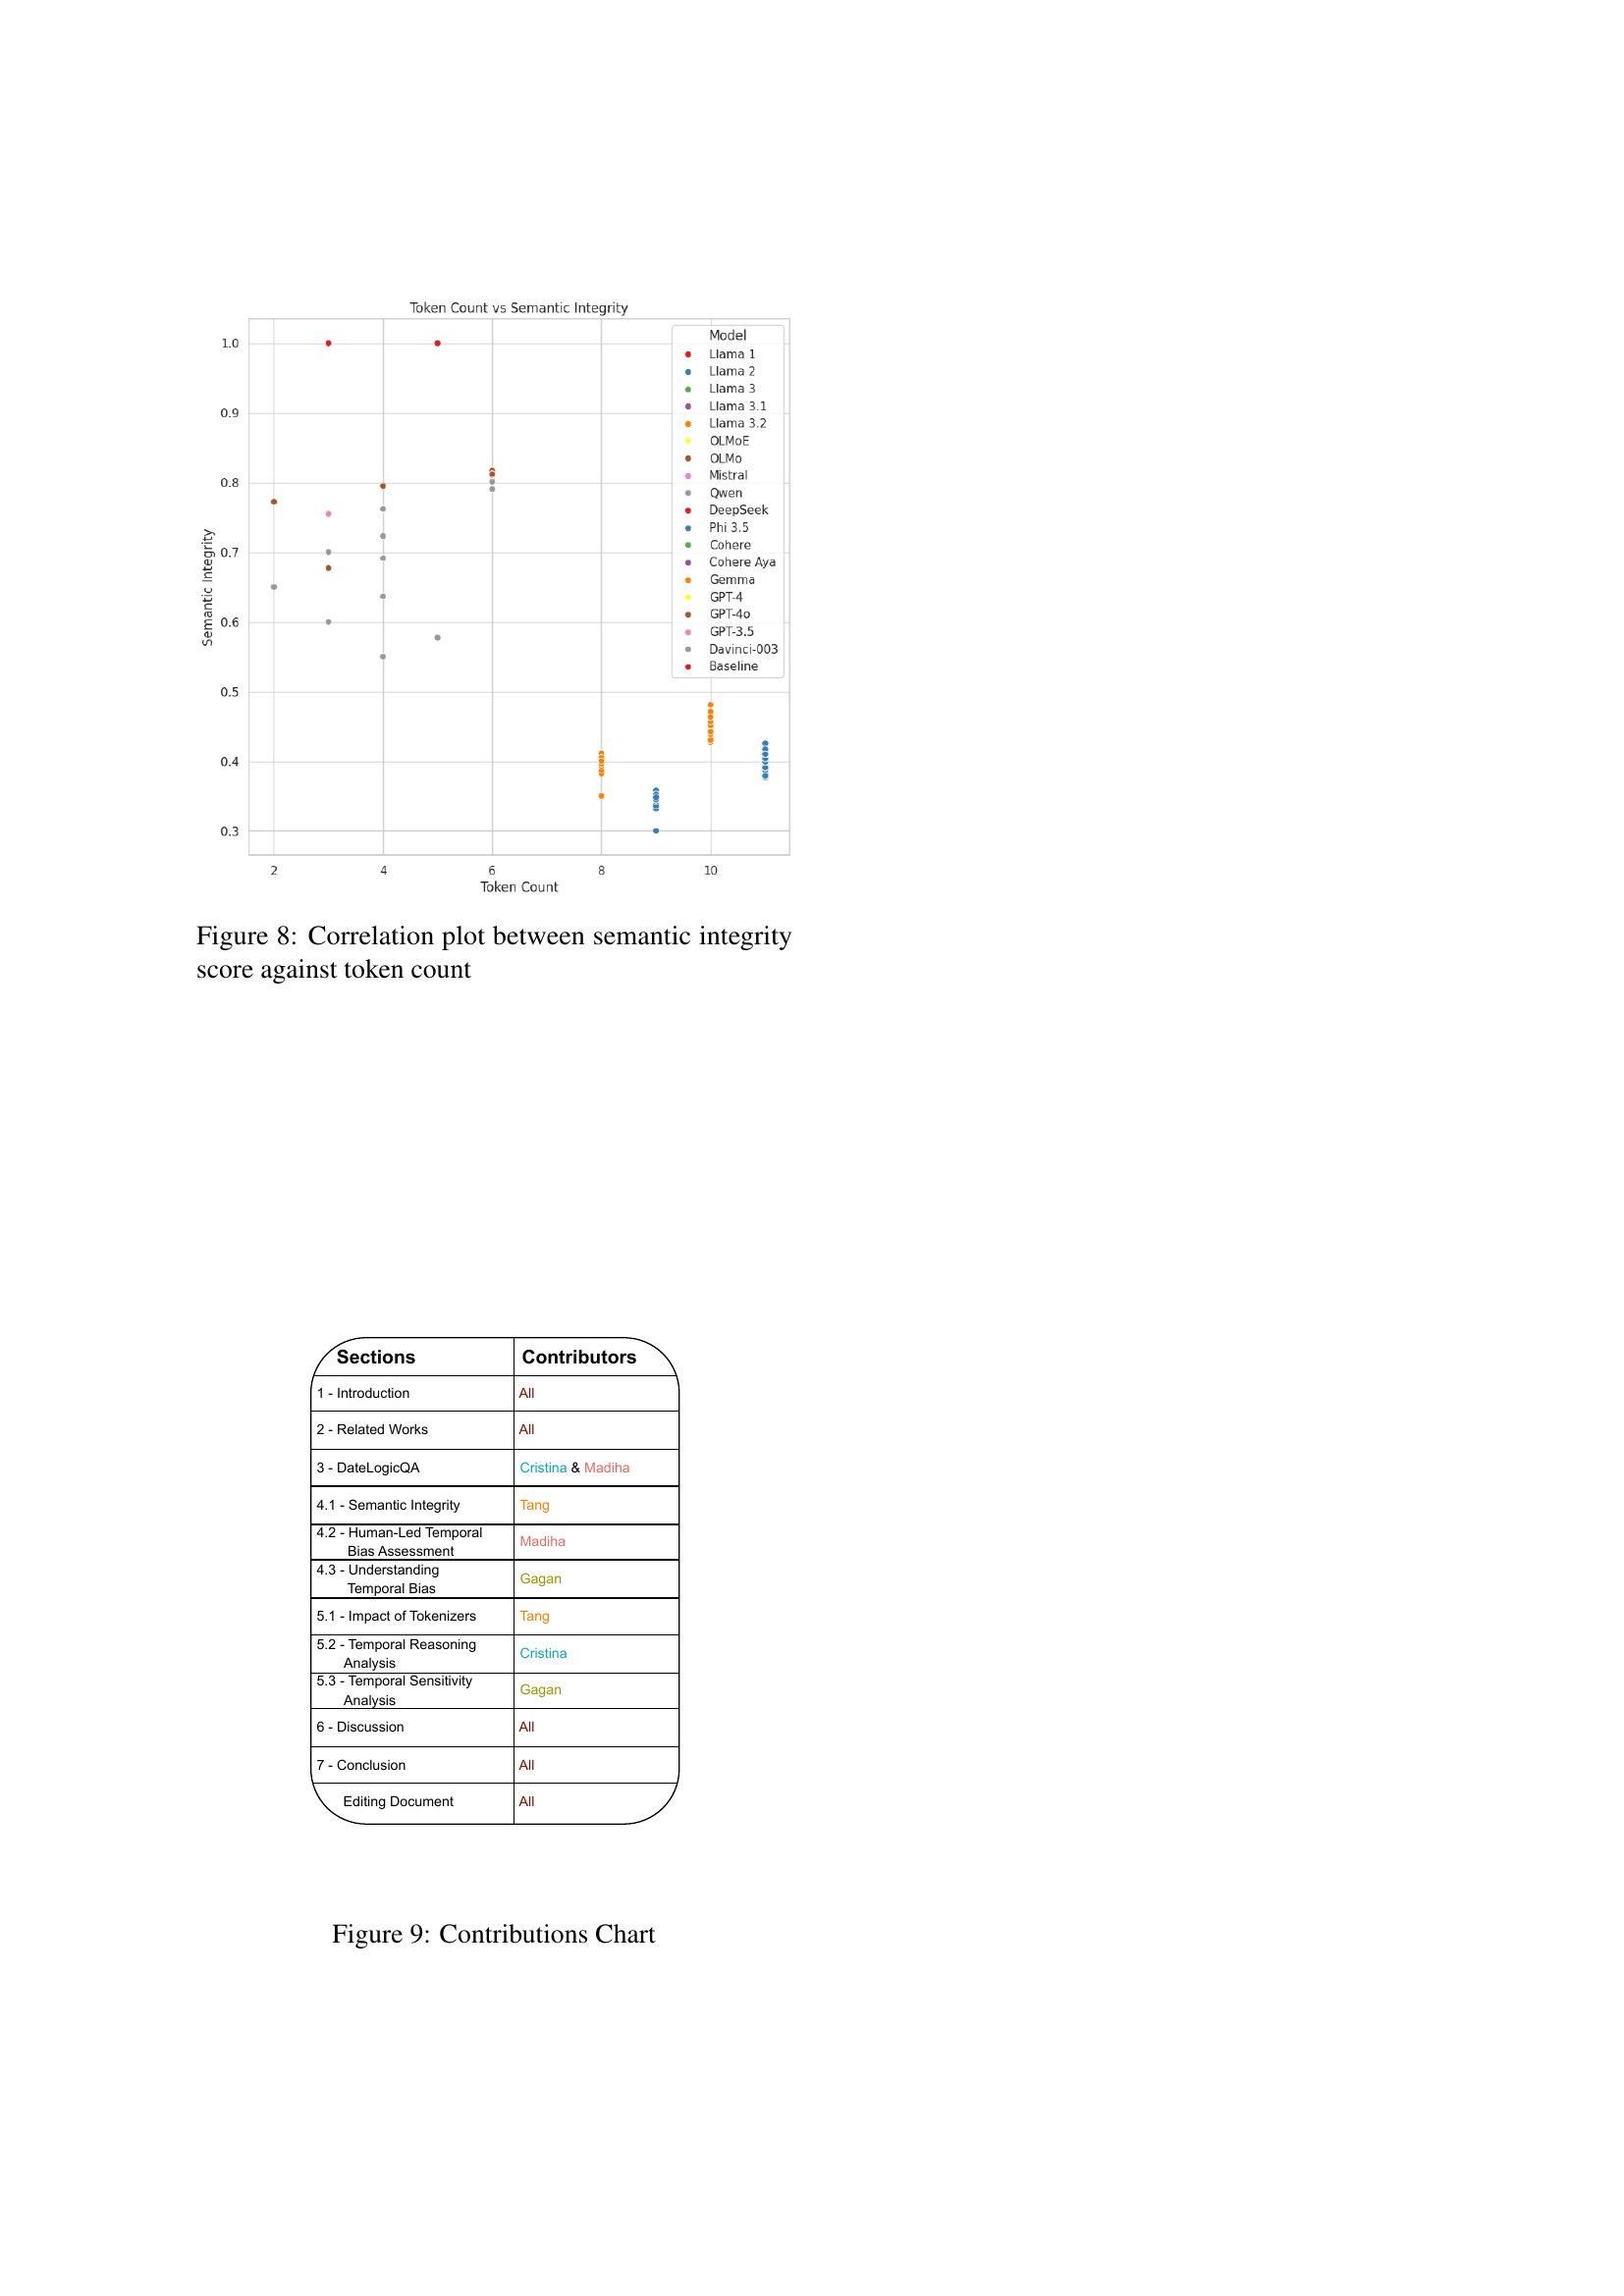 Token Count vs Semantic Integrity
1.0
0.9
0.8
0.7
0.6
0.5
0.4
0.3
Semantic Integrity
2 4 6 8 10
Token Count
Model
Llama 1
Llama 2
Llama 3
Llama 3.1
Llama 3.2
OLMoE
OLMo
Mistral
Qwen
DeepSeek
Phi 3.5
Cohere
Cohere Aya
Gemma
GPT-4
GPT-4o
GPT-3.5
Davinci-003
Baseline
Figure 8: Correlation plot between semantic integrity
score against token count
Sections Contributors
1 - Introduction All
2 - Related Works All
3 - DateLogicQA Cristina & Madiha
4.1 - Semantic Integrity Tang
4.2 - Human-Led Temporal
Bias Assessment Madiha
4.3 - Understanding
Temporal Bias Gagan
5.1 - Impact of Tokenizers Tang
5.2 - Temporal Reasoning
Analysis Cristina
5.3 - Temporal Sensitivity
Analysis Gagan
6 - Discussion All
7 - Conclusion All
Editing Document All
Figure 9: Contributions Chart